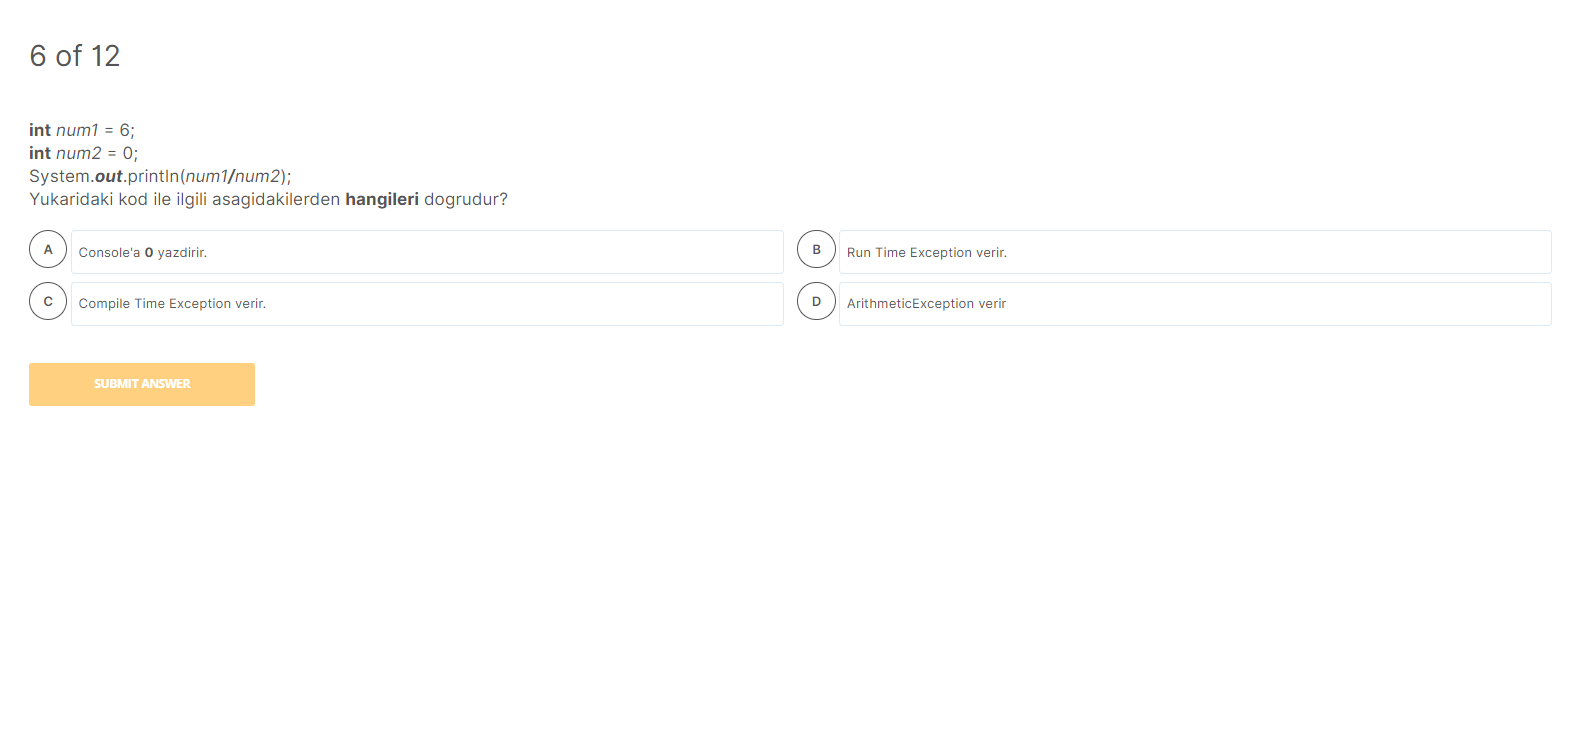 6 of 12
int num1 = 6;
int num2 = 0;
System.out.println(num1/num2);
Yukaridaki kod ile ilgili asagidakilerden hangileri dogrudur?
A Console'a 0 yazdirir.
B Run Time Exception verir.
C Compile Time Exception verir.
D ArithmeticException verir
SUBMIT ANSWER